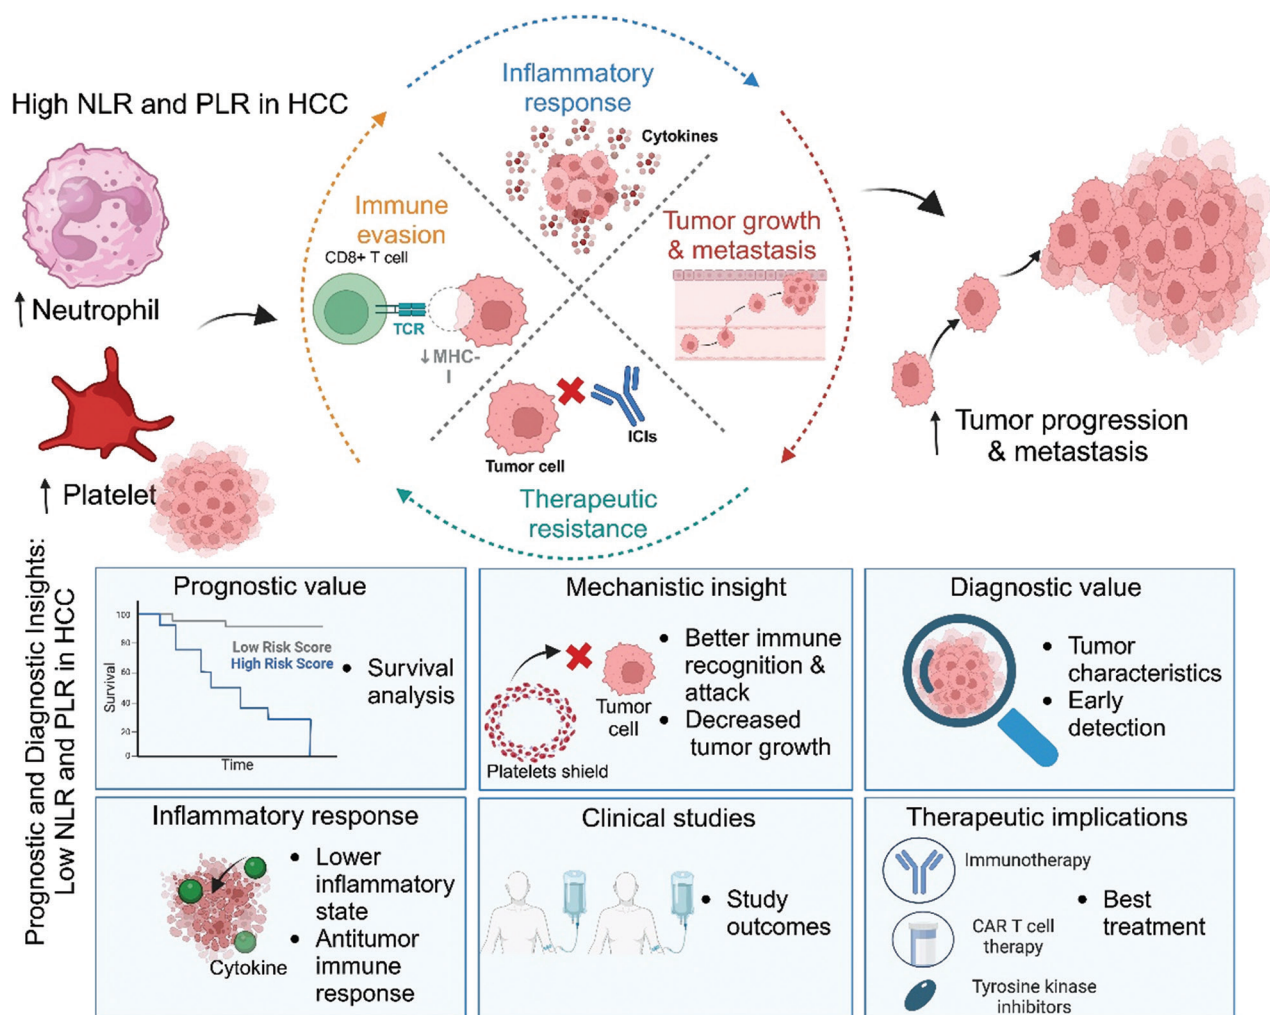 High NLR and PLR in HCC
↑ Neutrophil
↑ Platelet
Inflammatory
response
Cytokines
Immune
evasion
CD8+ T cell
TCR
↓MHC-
I
Tumor growth
& metastasis
Tumor cell
ICIs
Therapeutic
resistance
↑ Tumor progression
& metastasis
Prognostic and Diagnostic Insights:
Low NLR and PLR in HCC
Prognostic value
100
80
60
40
20
0
Survival
Time
Low Risk Score
High Risk Score
• Survival
analysis
Mechanistic insight
Platelets shield
Tumor
cell
• Better immune
recognition &
attack
• Decreased
tumor growth
Diagnostic value
• Tumor
characteristics
• Early
detection
Inflammatory response
Cytokine
• Lower
inflammatory
state
• Antitumor
immune
response
Clinical studies
• Study
outcomes
Therapeutic implications
Immunotherapy
CAR T cell
therapy
Tyrosine kinase
inhibitors
• Best
treatment